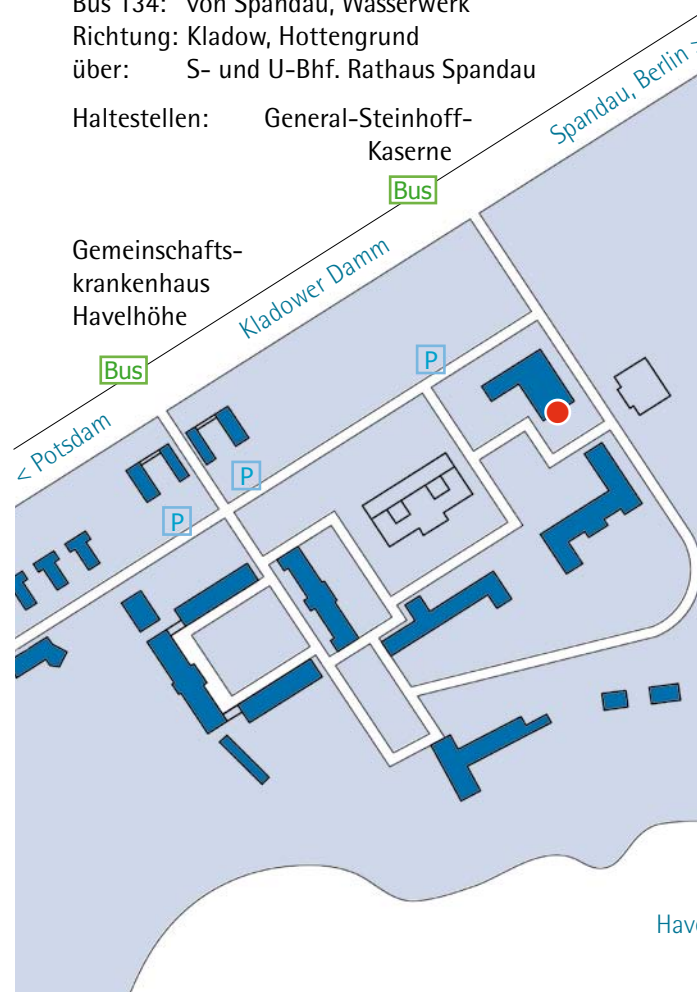 Bus 134: von Spandau, Wasserwerk
Richtung: Kladow, Hottengrund
über: S- und U-Bhf. Rathaus Spandau
Haltestellen: General-Steinhoff-
Kaserne
Spandau, Berlin >
Bus
Gemeinschafts-
krankenhaus
Havelhöhe
Kladower Damm
Bus
P
< Potsdam
P
P